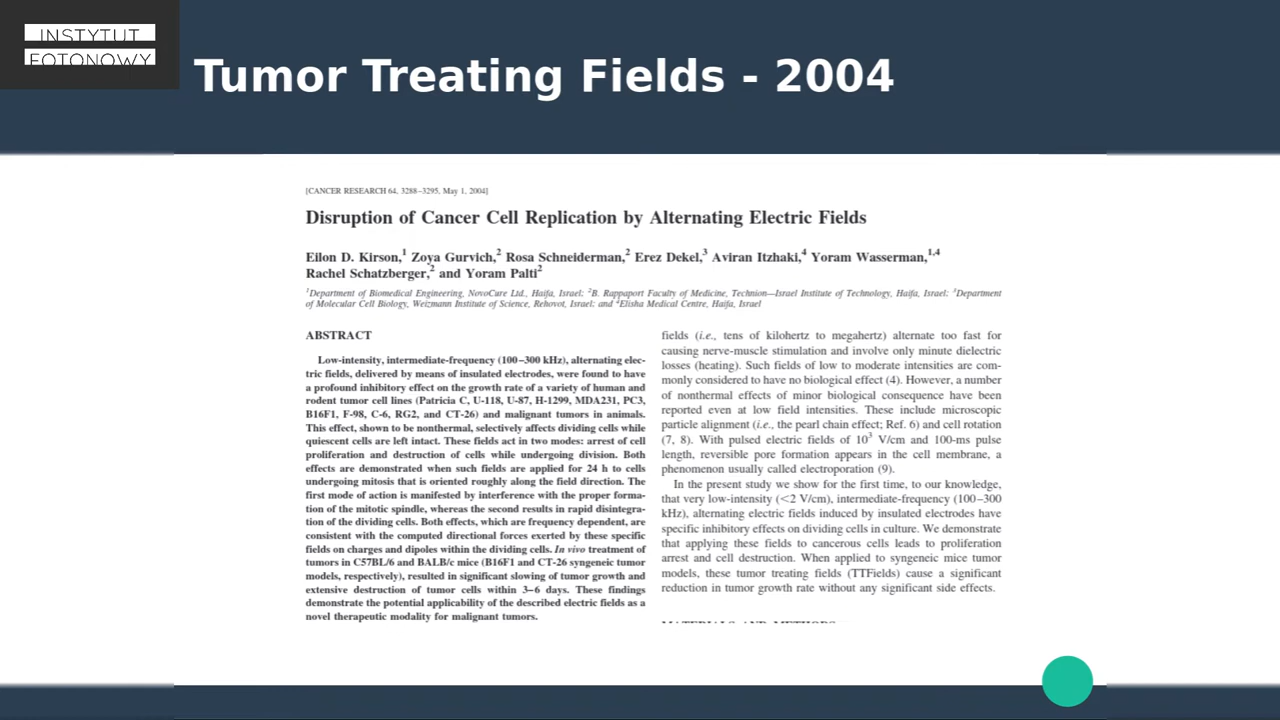 INSTYTUT
FOTONOWY
Tumor Treating Fields - 2004
[CANCER RESEARCH 64, 3288–3295, May 1, 2004]
Disruption of Cancer Cell Replication by Alternating Electric Fields
Eilon D. Kirson,1 Zoya Gurvich,2 Rosa Schneiderman,2 Erez Dekel,3 Aviran Itzhaki,4 Yoram Wasserman,1,4
Rachel Schatzberger,2 and Yoram Palti2
1Department of Biomedical Engineering, NovoCure Ltd., Haifa, Israel; 2B. Rappaport Faculty of Medicine, Technion—Israel Institute of Technology, Haifa, Israel; 3Department
of Molecular Cell Biology, Weizmann Institute of Science, Rehovot, Israel; and 4Elisha Medical Centre, Haifa, Israel
ABSTRACT
Low-intensity, intermediate-frequency (100–300 kHz), alternating elec-
tric fields, delivered by means of insulated electrodes, were found to have
a profound inhibitory effect on the growth rate of a variety of human and
rodent tumor cell lines (Patricia C, U-118, U-87, H-1299, MDA231, PC3,
B16F1, F-98, C-6, RG2, and CT-26) and malignant tumors in animals.
This effect, shown to be nonthermal, selectively affects dividing cells while
quiescent cells are left intact. These fields act in two modes: arrest of cell
proliferation and destruction of cells while undergoing division. Both
effects are demonstrated when such fields are applied for 24 h to cells
undergoing mitosis that is oriented roughly along the field direction. The
first mode of action is manifested by interference with the proper forma-
tion of the mitotic spindle, whereas the second results in rapid disintegra-
tion of the dividing cells. Both effects, which are frequency dependent, are
consistent with the computed directional forces exerted by these specific
fields on charges and dipoles within the dividing cells. In vivo treatment of
tumors in C57BL/6 and BALB/c mice (B16F1 and CT-26 syngeneic tumor
models, respectively), resulted in significant slowing of tumor growth and
extensive destruction of tumor cells within 3–6 days. These findings
demonstrate the potential applicability of the described electric fields as a
novel therapeutic modality for malignant tumors.
fields (i.e., tens of kilohertz to megahertz) alternate too fast for
causing nerve-muscle stimulation and involve only minute dielectric
losses (heating). Such fields of low to moderate intensities are com-
monly considered to have no biological effect (4). However, a number
of nonthermal effects of minor biological consequence have been
reported even at low field intensities. These include microscopic
particle alignment (i.e., the pearl chain effect; Ref. 6) and cell rotation
(7, 8). With pulsed electric fields of 103 V/cm and 100-ms pulse
length, reversible pore formation appears in the cell membrane, a
phenomenon usually called electroporation (9).
In the present study we show for the first time, to our knowledge,
that very low-intensity (<2 V/cm), intermediate-frequency (100–300
kHz), alternating electric fields induced by insulated electrodes have
specific inhibitory effects on dividing cells in culture. We demonstrate
that applying these fields to cancerous cells leads to proliferation
arrest and cell destruction. When applied to syngeneic mice tumor
models, these tumor treating fields (TTFields) cause a significant
reduction in tumor growth rate without any significant side effects.